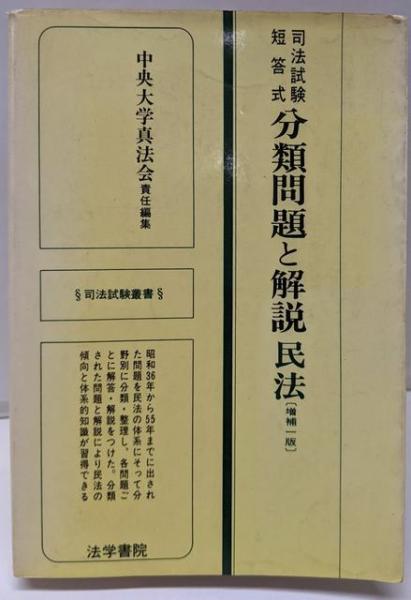 司法試験
短答式
分類問題と解説 民法〔増補一版〕
中央大学真法会 責任編集
§司法試験叢書§
昭和36年から55年までに出され
た問題を民法の体系にそって分
野別に分類・整理し、各問題ご
とに解答・解説をつけた。分類
された問題と解説により民法の
傾向と体系的知識が習得できる
法学書院